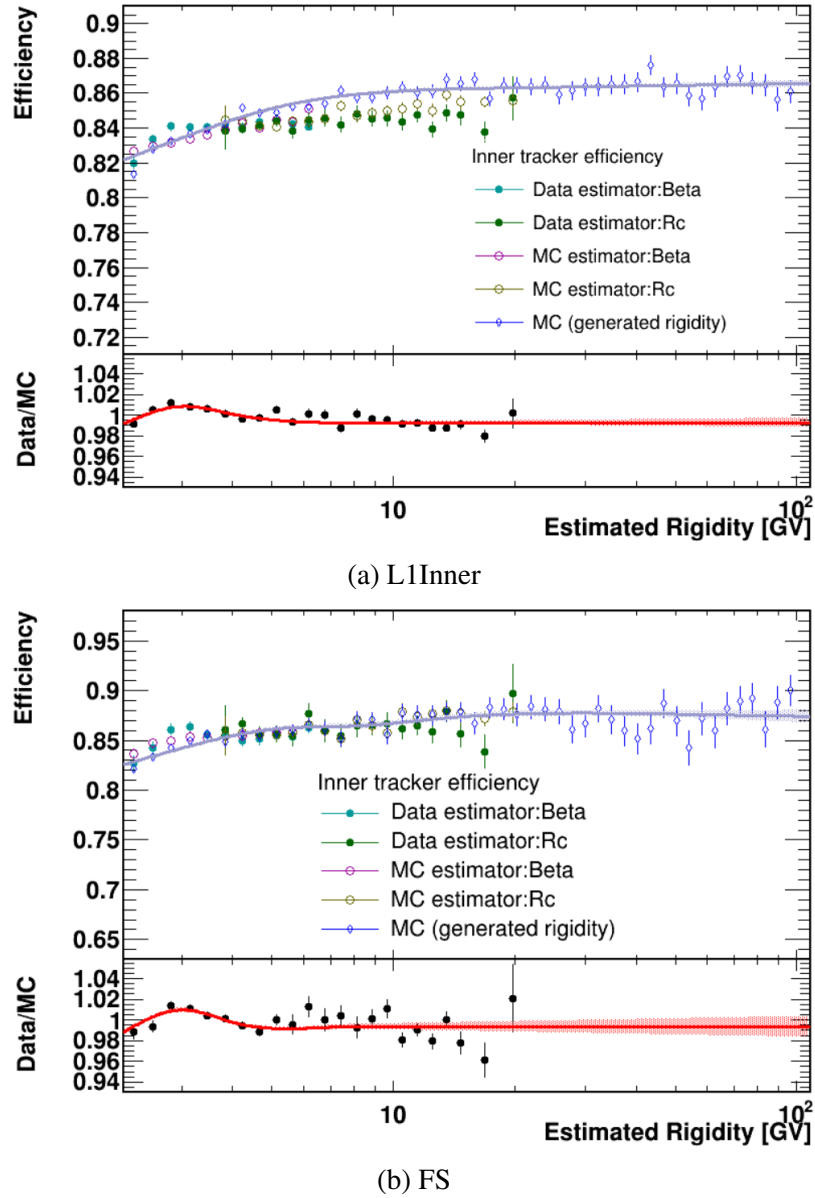 Efficiency
0.9
0.88
0.86
0.84
0.82
0.8
0.78
0.76
0.74
0.72
Inner tracker efficiency
Data estimator:Beta
Data estimator:Rc
MC estimator:Beta
MC estimator:Rc
MC (generated rigidity)
Data/MC
1.04
1.02
1
0.98
0.96
0.94
10
10²
Estimated Rigidity [GV]
(a) L1Inner
Efficiency
0.95
0.9
0.85
0.8
0.75
0.7
0.65
Inner tracker efficiency
Data estimator:Beta
Data estimator:Rc
MC estimator:Beta
MC estimator:Rc
MC (generated rigidity)
Data/MC
1.04
1.02
1
0.98
0.96
0.94
10
10²
Estimated Rigidity [GV]
(b) FS